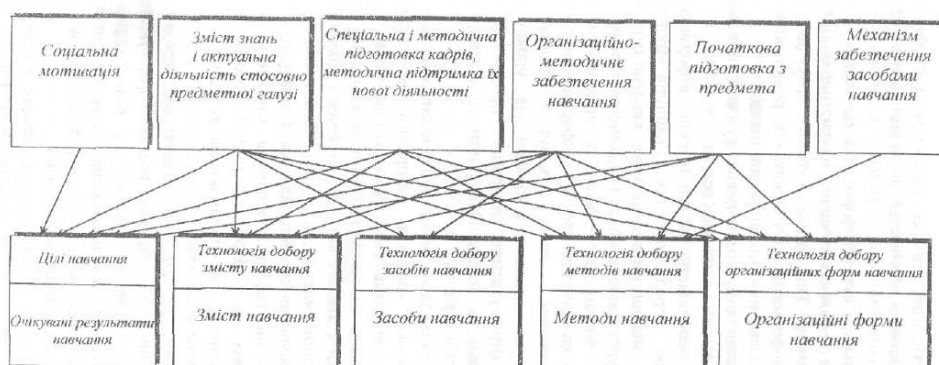 Соціальна
мотивація
Зміст знань
і актуальна
діяльність стосовно
предметної галузі
Спеціальна і методична
підготовка кадрів,
методична підтримка їх
нової діяльності
Організаційно-
методичне
забезпечення
навчання
Початкова
підготовка з
предмета
Механізм
забезпечення
засобами
навчання
Цілі навчання
Очікувані результати
навчання
Технологія добору
змісту навчання
Зміст навчання
Технологія добору
засобів навчання
Засоби навчання
Технологія добору
методів навчання
Методи навчання
Технологія добору
організаційних форм навчання
Організаційні форми
навчання